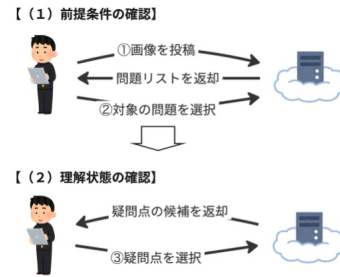 【(1)前提条件の確認】
①画像を投稿
問題リストを返却
②対象の問題を選択
【(2)理解状態の確認】
疑問点の候補を返却
③疑問点を選択